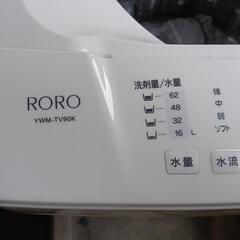 RORO
YWM-TV90K
洗剤量/水量
62 強
48 中
32 弱
16 L ソフト
水量 水流